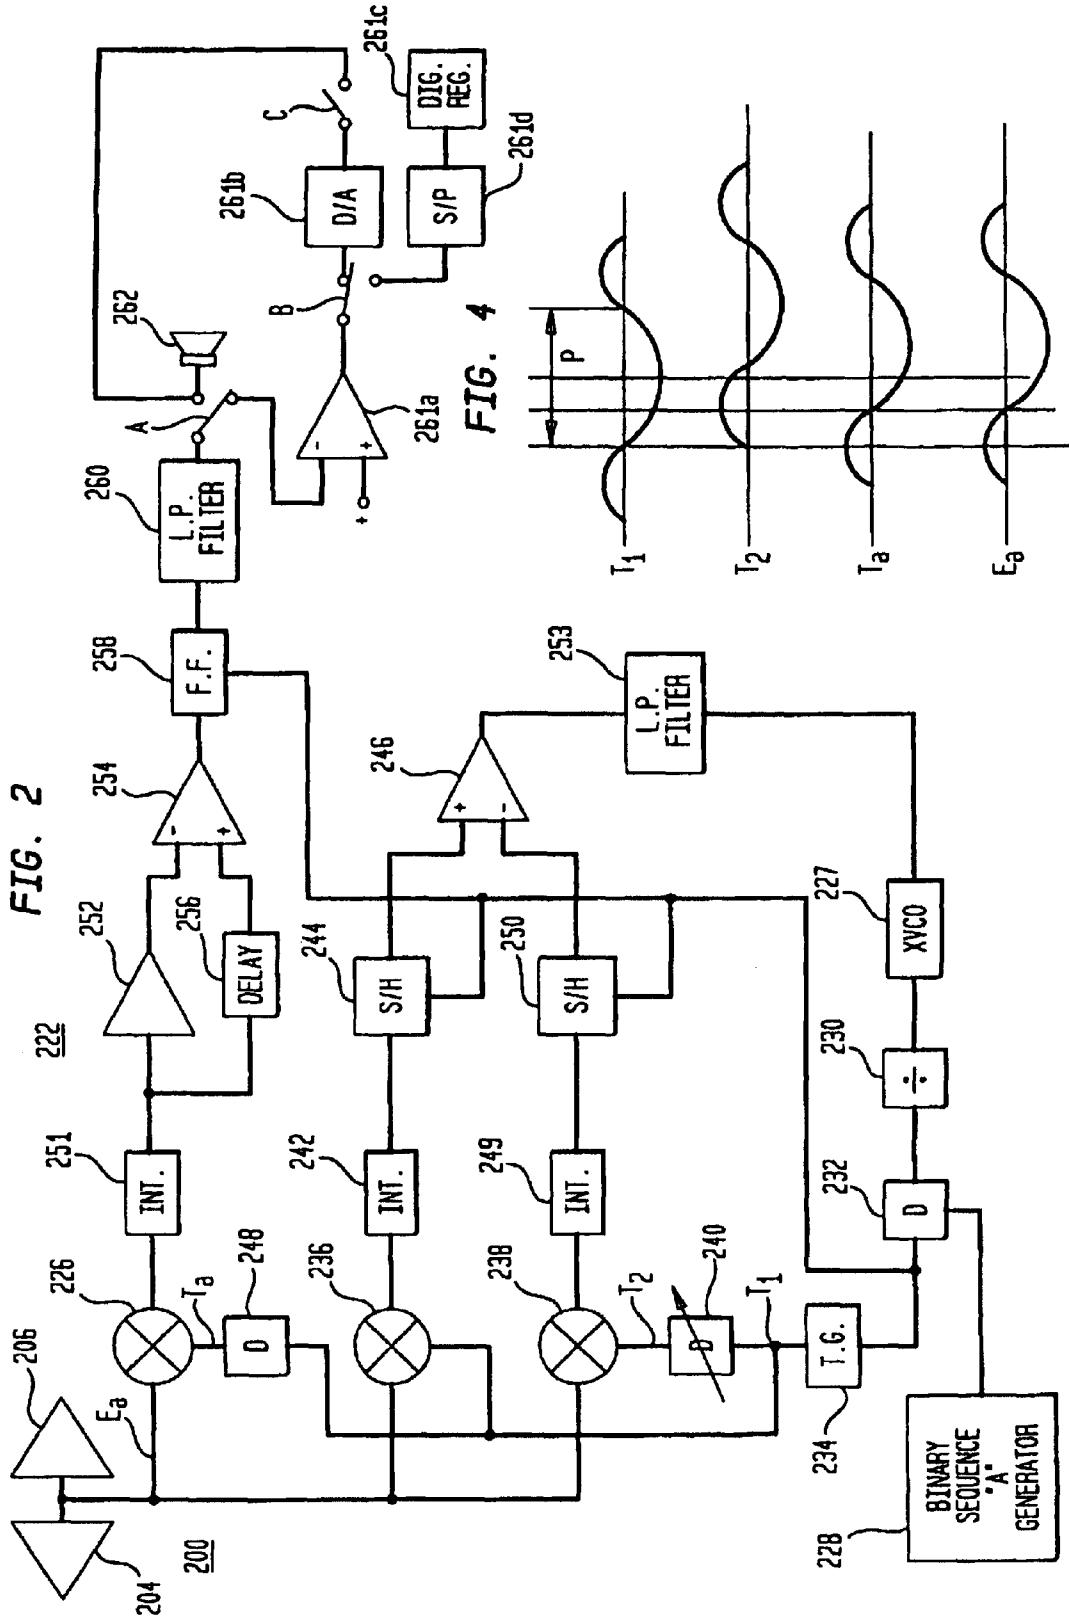 FIG. 2
222
200
204
206
Ea
226
Ta
248
D
251
INT.
252
256
DELAY
254
-
+
258
F.F.
260
L.P.
FILTER
A
262
261a
-
+
+
B
261b
D/A
C
261c
DIG.
REG.
S/P
261d
236
242
INT.
244
S/H
246
+
-
253
L.P.
FILTER
238
249
INT.
250
S/H
T2
240
D
T1
T.G.
234
232
D
230
÷
227
XVCO
228
BINARY
SEQUENCE
"A"
GENERATOR
FIG. 4
P
T1
T2
Ta
Ea